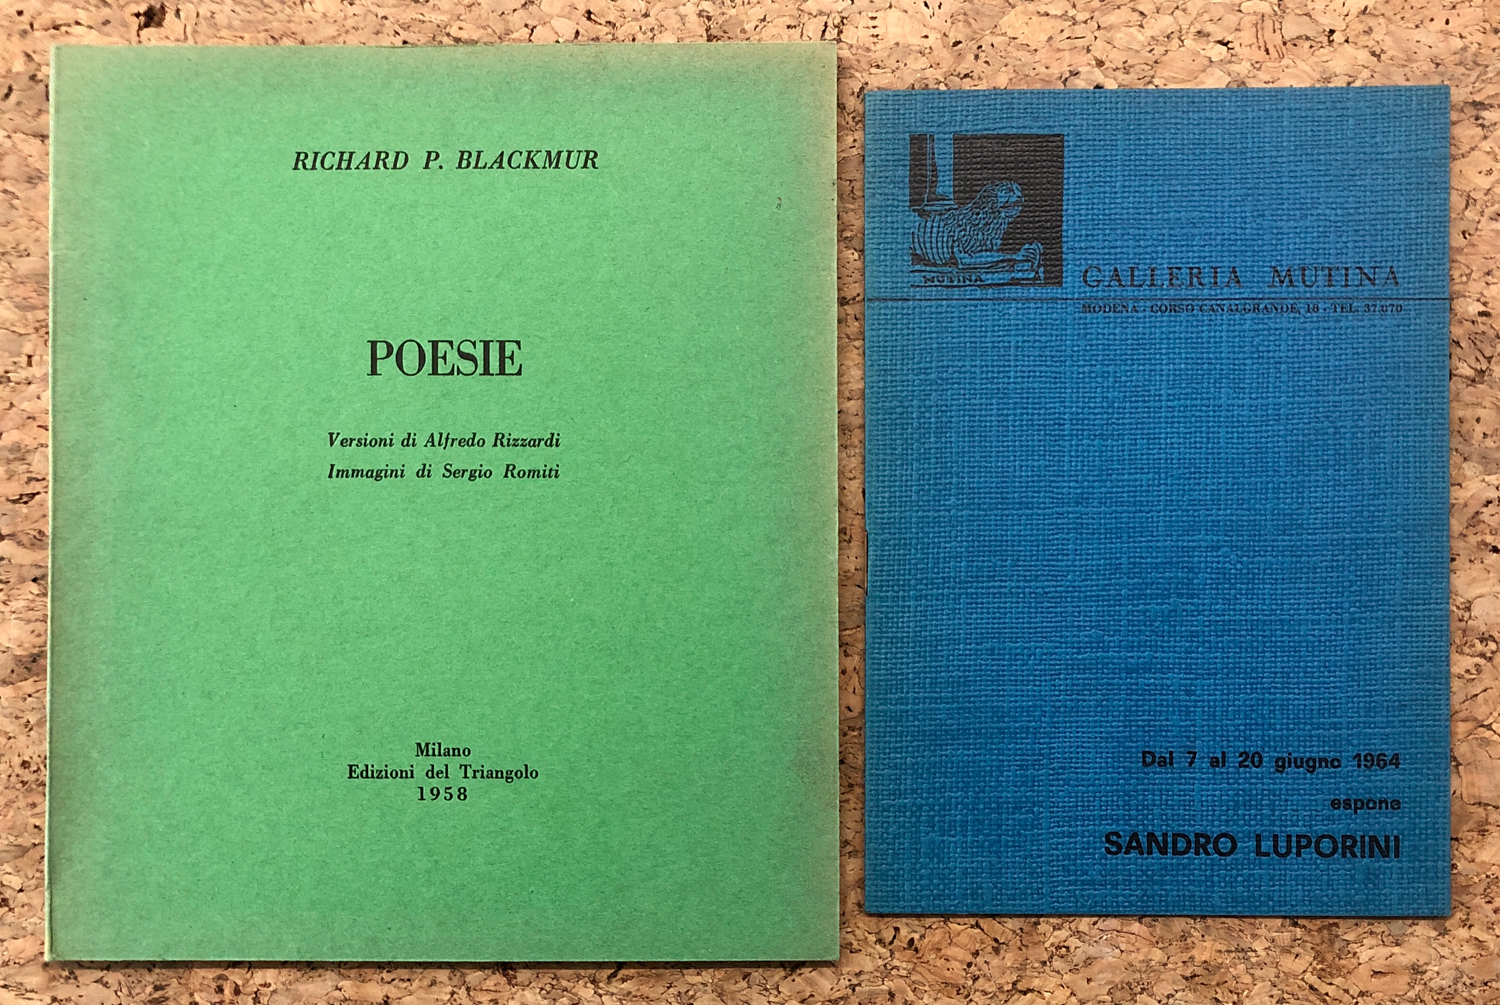 RICHARD P. BLACKMUR
POESIE
Versioni di Alfredo Rizzardi
Immagini di Sergio Romiti
Milano
Edizioni del Triangolo
1958
MUTINA
GALLERIA MUTINA
MODENA - CORSO CANALGRANDE, 16 - TEL. 37.070
Dal 7 al 20 giugno 1964
espone
SANDRO LUPORINI